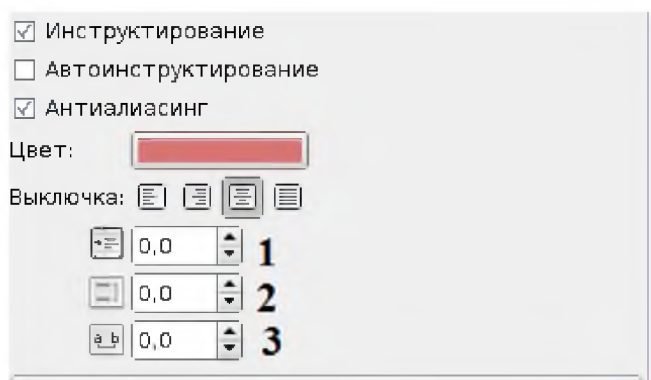 Инструктирование
Автоинструктирование
Антиалиасинг
Цвет:
Выключка:
0,0 1
0,0 2
a b 0,0 3